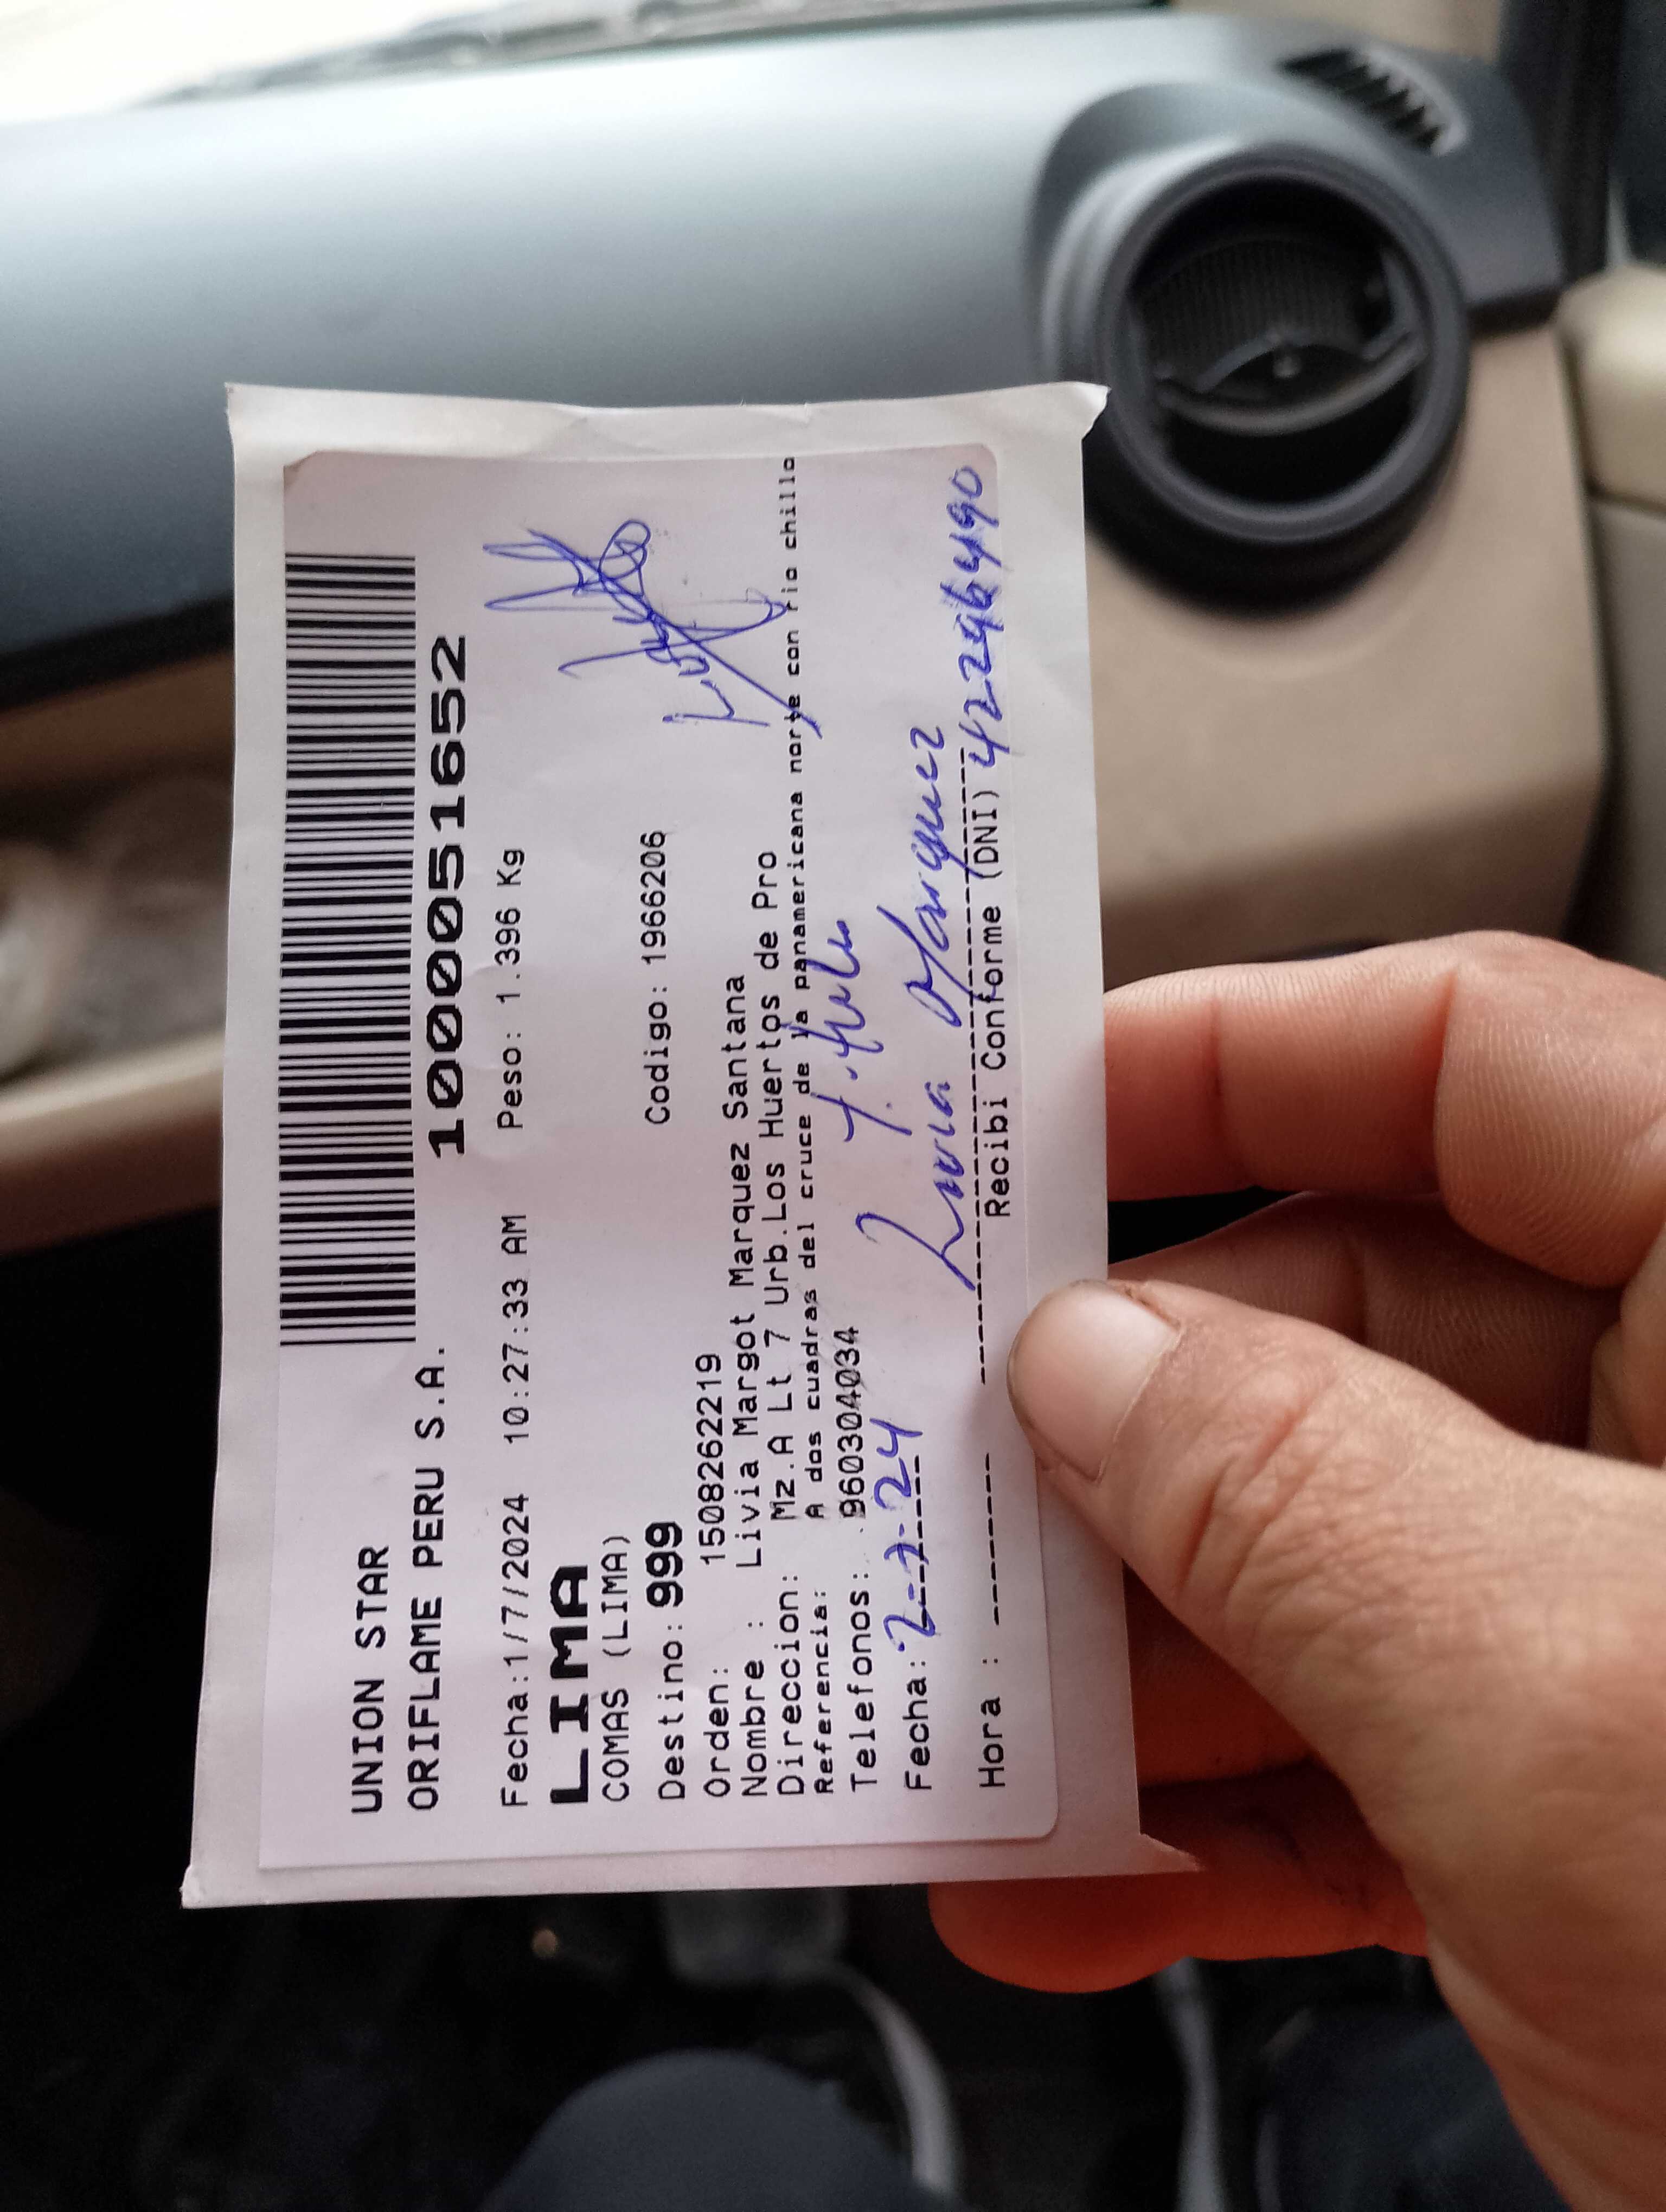 UNION STAR
ORIFLAME PERU S.A.
1000051652
Fecha:1/7/2024 10:27:33 AM Peso: 1.396 Kg
LIMA
COMAS (LIMA)
Destino: 999 Codigo: 1966206
Orden: 1508262219
Nombre : Livia Margot Marquez Santana
Direccion: Mz.A Lt 7 Urb.Los Huertos de Pro
Referencia: A dos cuadras del cruce de la panamericana norte con rio chillo
Telefonos: 960304034
Fecha: 2-7-24
Livia Marquez
Hora :
Recibi Conforme (DNI) 42296490